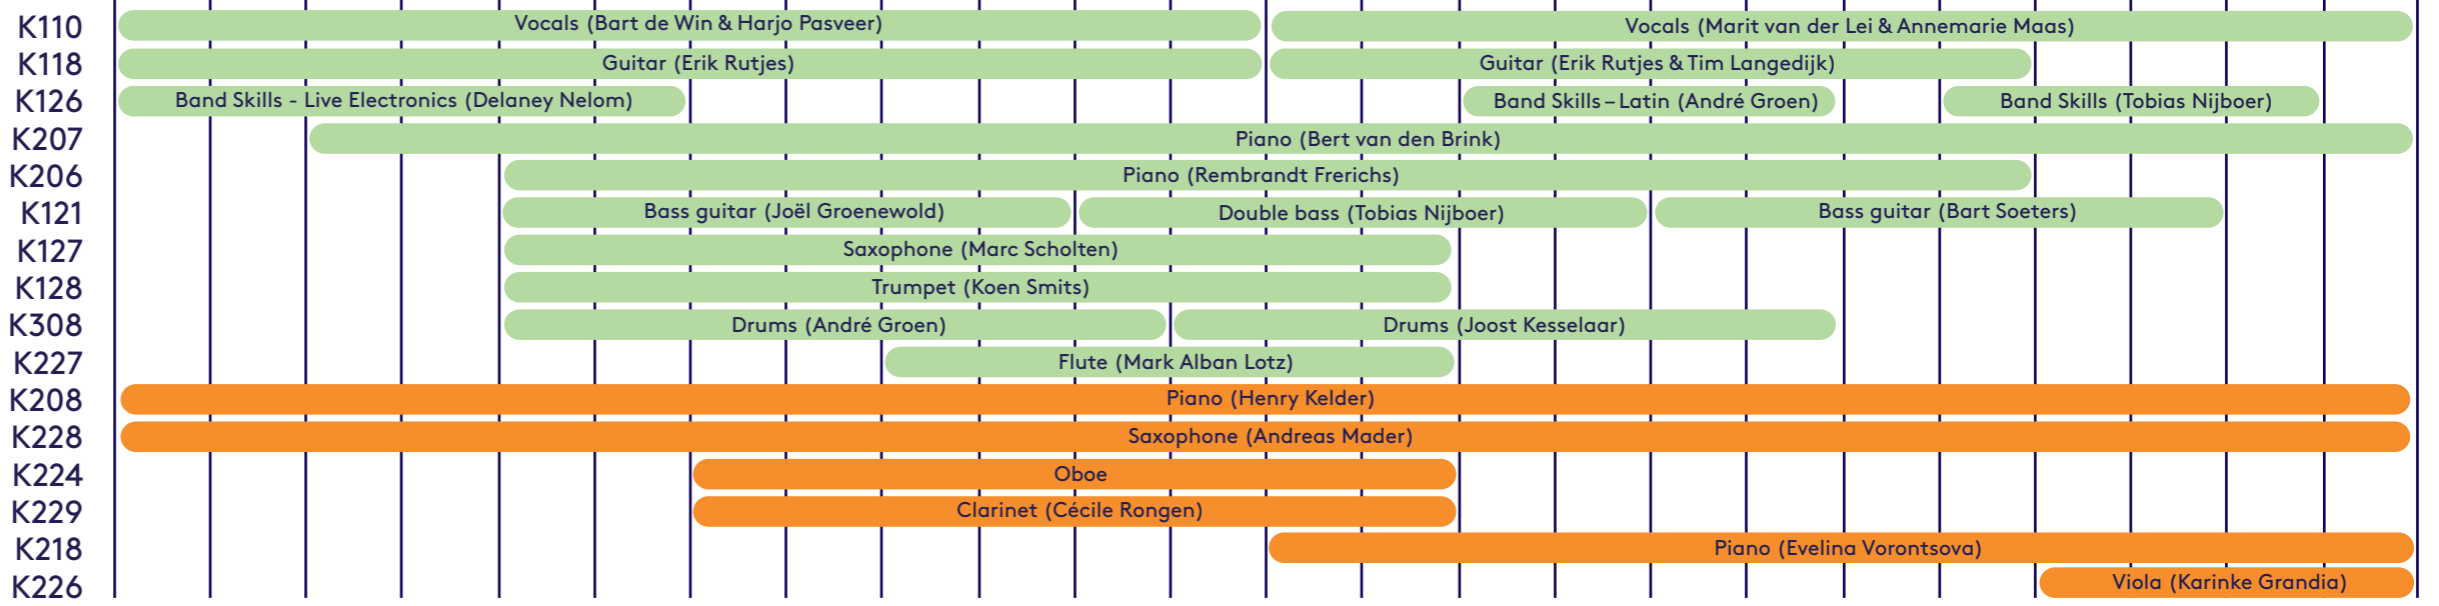 K110 Vocals (Bart de Win & Harjo Pasveer) Vocals (Marit van der Lei & Annemarie Maas)
K118 Guitar (Erik Rutjes) Guitar (Erik Rutjes & Tim Langedijk)
K126 Band Skills - Live Electronics (Delaney Nelom) Band Skills – Latin (André Groen) Band Skills (Tobias Nijboer)
K207 Piano (Bert van den Brink)
K206 Piano (Rembrandt Frerichs)
K121 Bass guitar (Joël Groenewold) Double bass (Tobias Nijboer) Bass guitar (Bart Soeters)
K127 Saxophone (Marc Scholten)
K128 Trumpet (Koen Smits)
K308 Drums (André Groen) Drums (Joost Kesselaar)
K227 Flute (Mark Alban Lotz)
K208 Piano (Henry Kelder)
K228 Saxophone (Andreas Mader)
K224 Oboe
K229 Clarinet (Cécile Rongen)
K218 Piano (Evelina Vorontsova)
K226 Viola (Karinke Grandia)